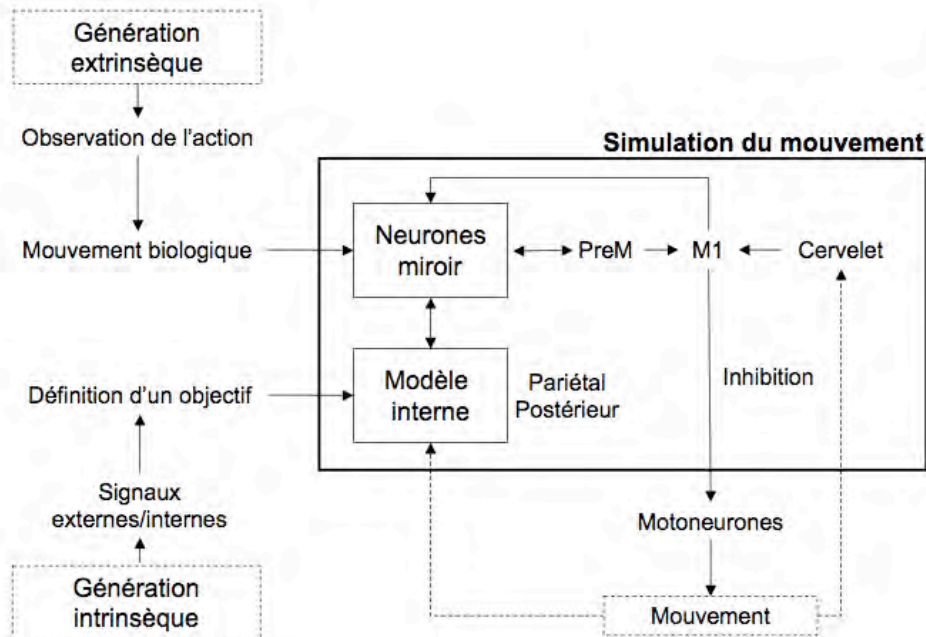 Génération
extrinsèque
Observation de l'action
Simulation du mouvement
Mouvement biologique
Neurones
miroir
PreM
M1
Cervelet
Définition d'un objectif
Modèle
interne
Pariétal
Postérieur
Inhibition
Signaux
externes/internes
Motoneurones
Génération
intrinsèque
Mouvement